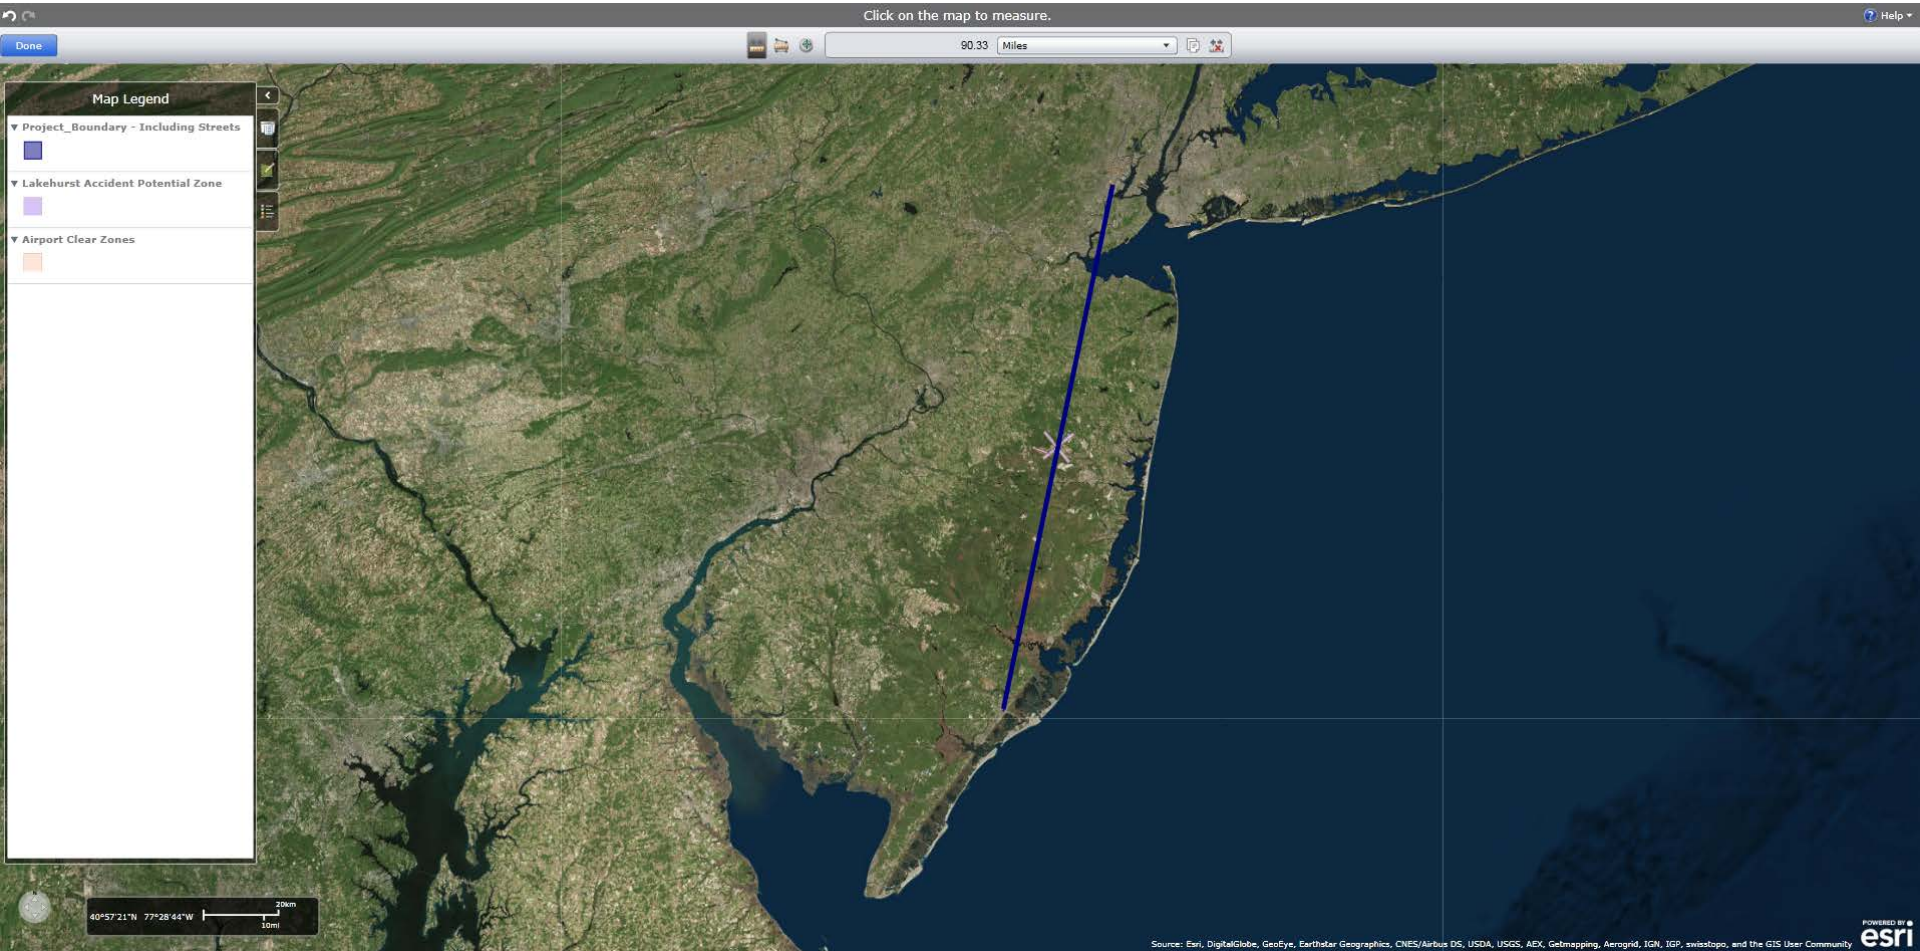 Click on the map to measure.
Help
Done
90.33 Miles
Map Legend
Project_Boundary - Including Streets
Lakehurst Accident Potential Zone
Airport Clear Zones
N
40°57'21"N 77°28'44"W
20km
10mi
POWERED BY
esri
Source: Esri, DigitalGlobe, GeoEye, Earthstar Geographics, CNES/Airbus DS, USDA, USGS, AEX, Getmapping, Aerogrid, IGN, IGP, swisstopo, and the GIS User Community